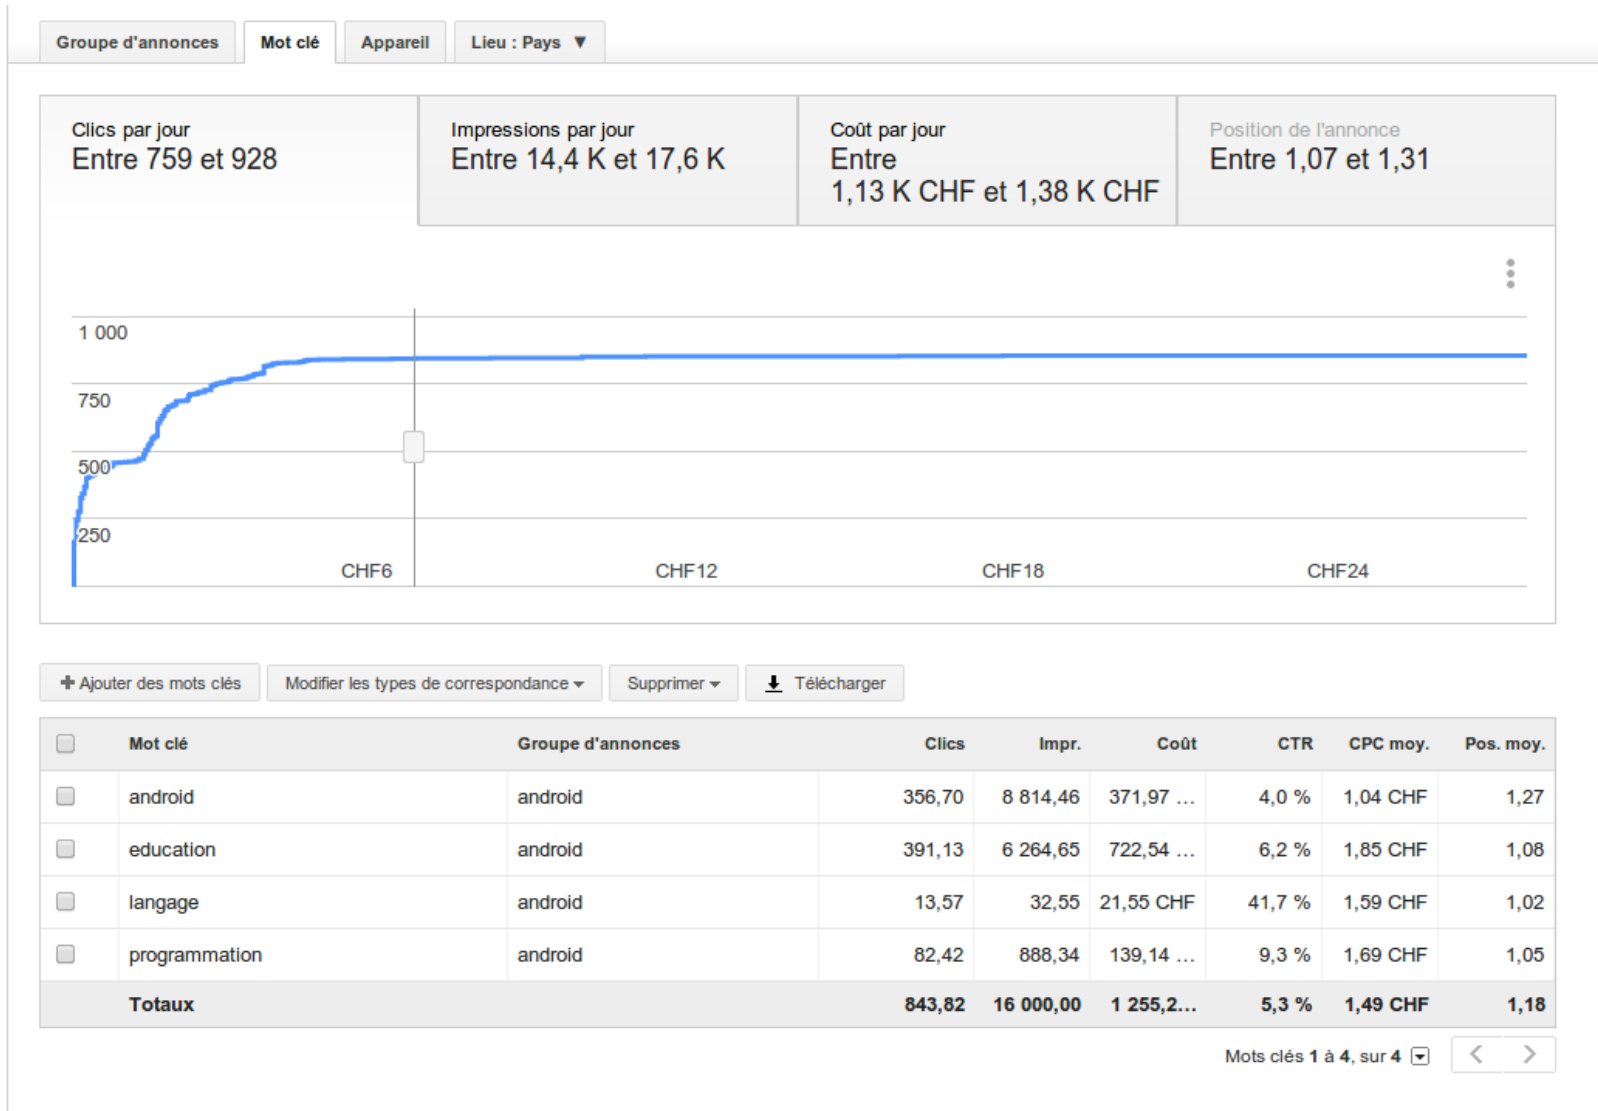 Groupe d'annonces Mot clé Appareil Lieu : Pays ▼
Clics par jour
Entre 759 et 928
Impressions par jour
Entre 14,4 K et 17,6 K
Coût par jour
Entre
1,13 K CHF et 1,38 K CHF
Position de l'annonce
Entre 1,07 et 1,31
1 000
750
500
250
CHF6 CHF12 CHF18 CHF24
Ajouter des mots clés Modifier les types de correspondance Supprimer Télécharger
Mot clé Groupe d'annonces Clics Impr. Coût CTR CPC moy. Pos. moy.
android android 356,70 8 814,46 371,97 ... 4,0 % 1,04 CHF 1,27
education android 391,13 6 264,65 722,54 ... 6,2 % 1,85 CHF 1,08
langage android 13,57 32,55 21,55 CHF 41,7 % 1,59 CHF 1,02
programmation android 82,42 888,34 139,14 ... 9,3 % 1,69 CHF 1,05
Totaux 843,82 16 000,00 1 255,2... 5,3 % 1,49 CHF 1,18
Mots clés 1 à 4, sur 4